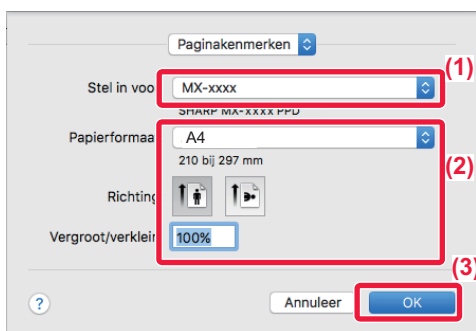 Paginakenmerken
(1)
Stel in voo MX-xxxx
SHARP MX-xxxx PPD
Papierformaa A4
210 bij 297 mm
(2)
Richting
Vergroot/verklein 100%
(3)
? Annuleer OK